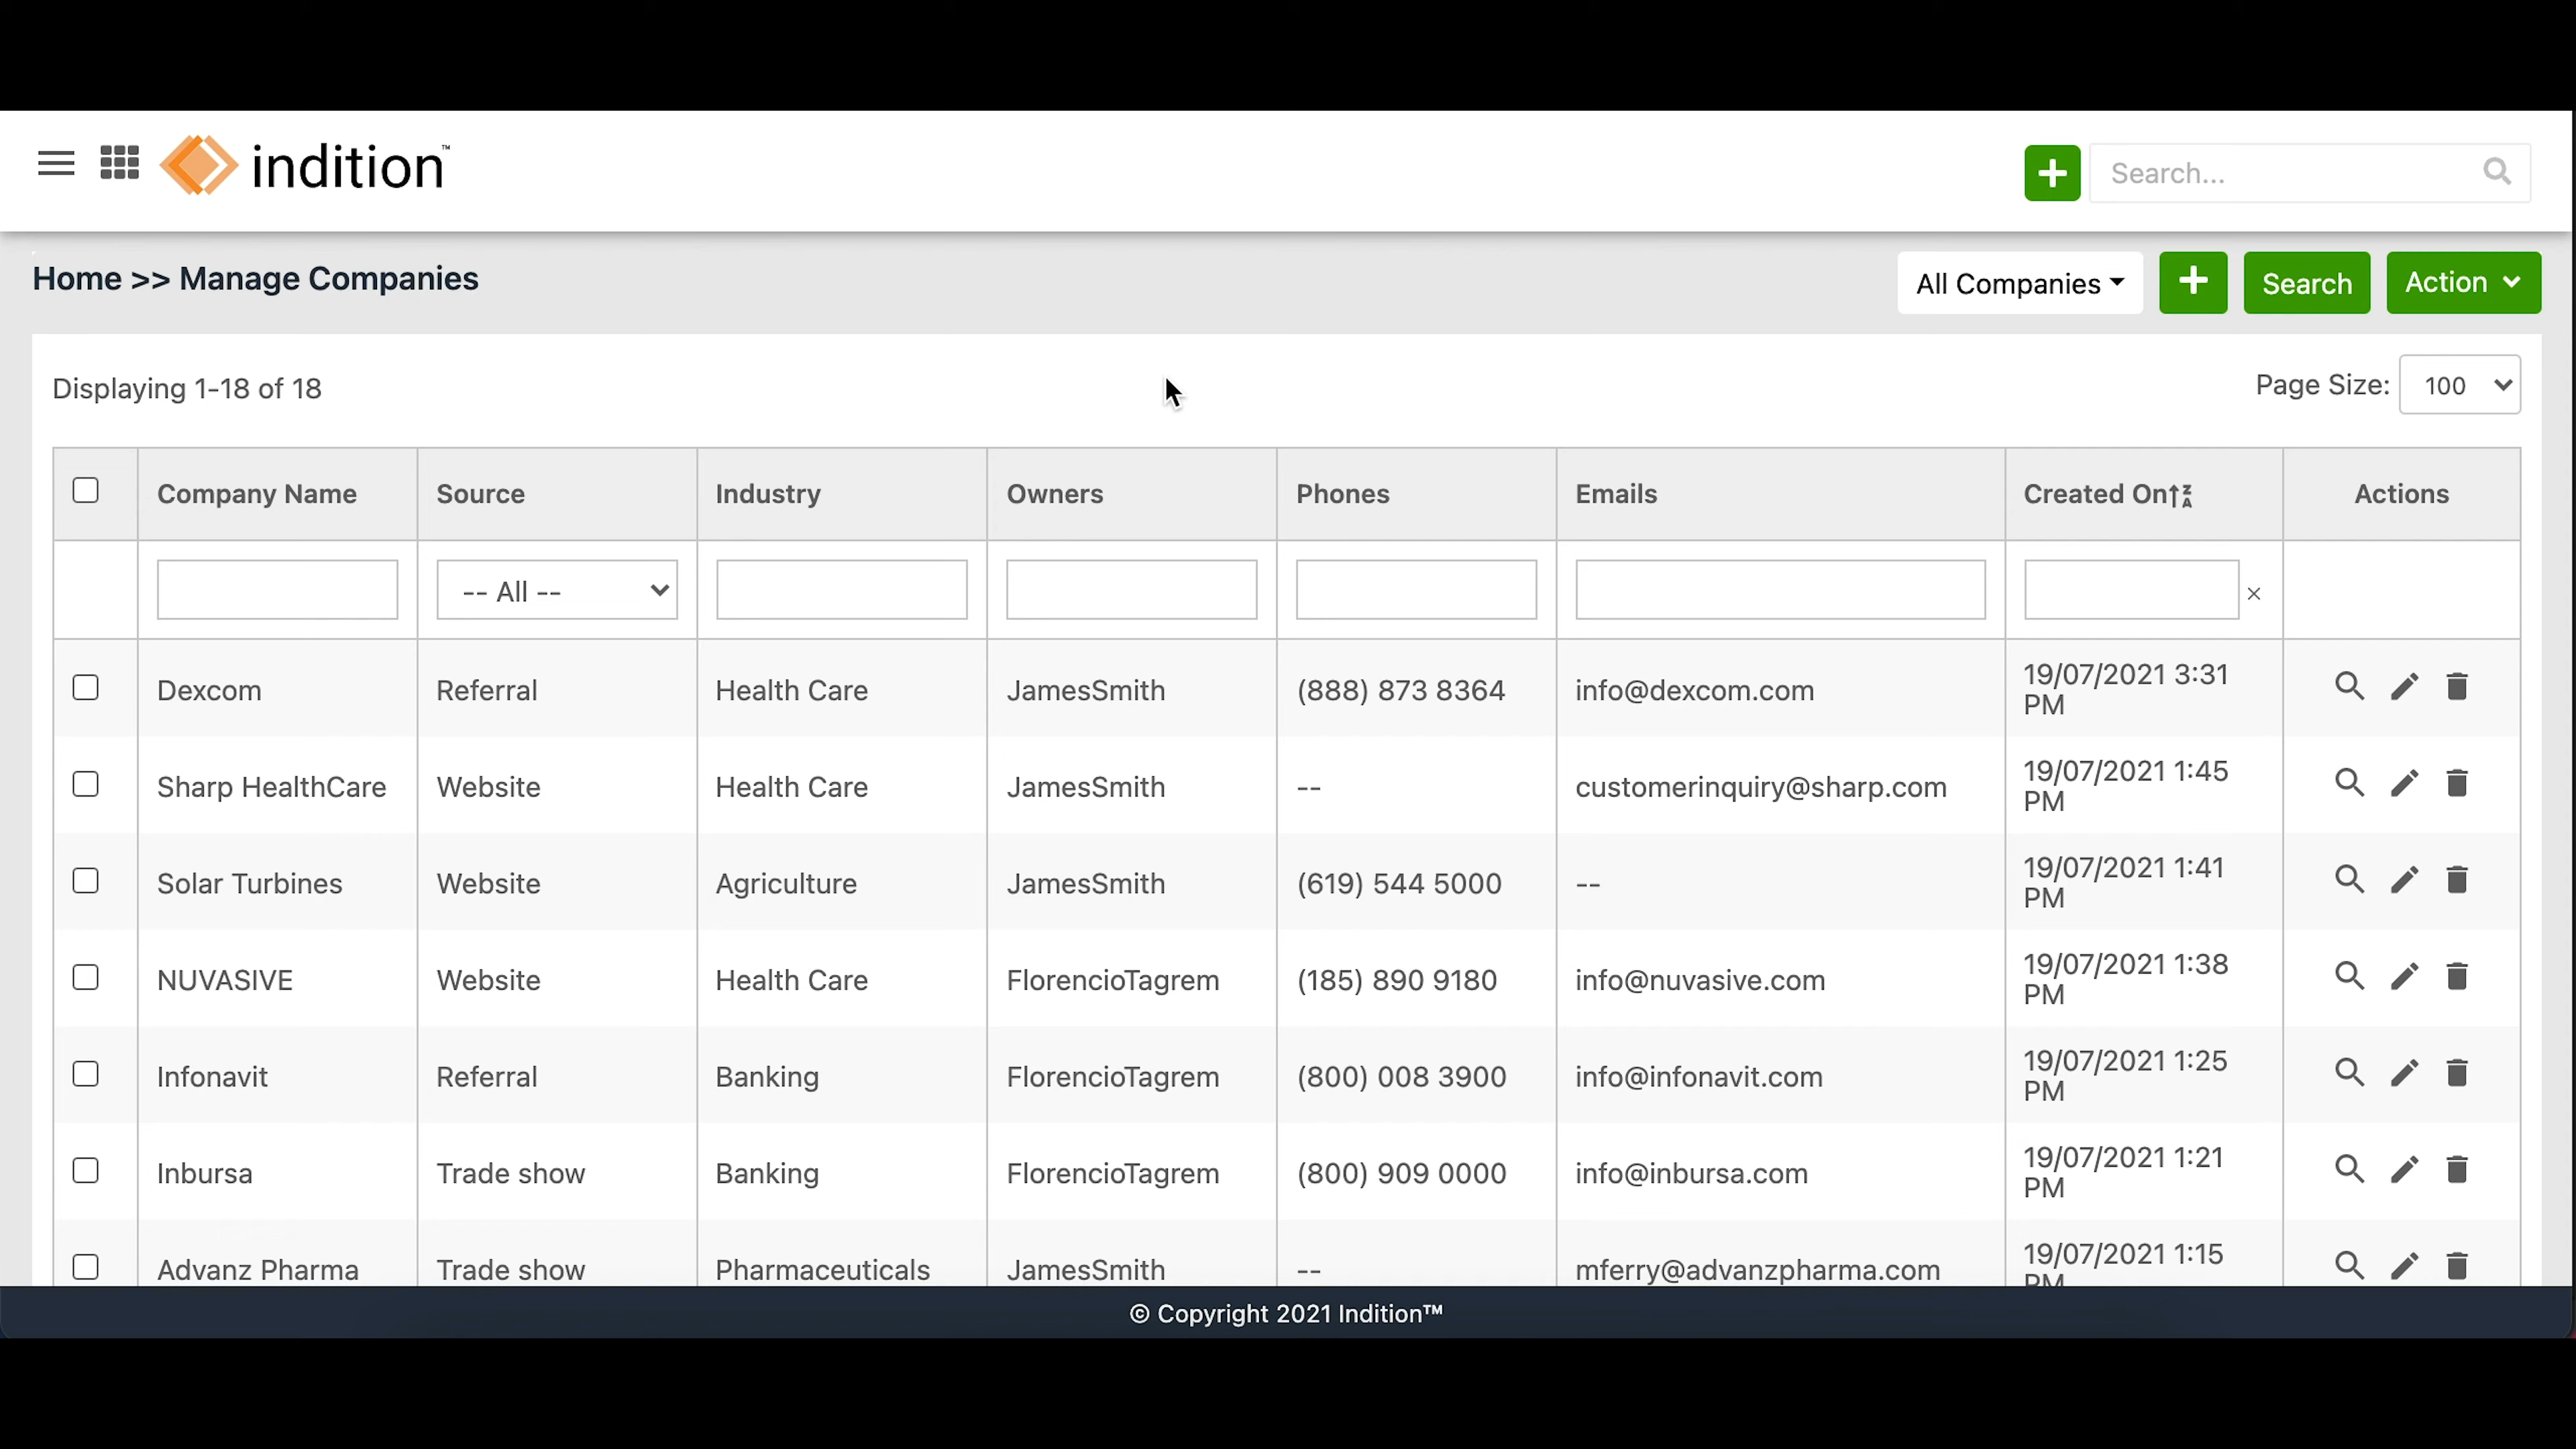 indition™
Search...
Home >> Manage Companies
All Companies
Search
Action
Displaying 1-18 of 18
Page Size: 100
Company Name Source Industry Owners Phones Emails Created On Actions
-- All -- ×
Dexcom Referral Health Care JamesSmith (888) 873 8364 info@dexcom.com 19/07/2021 3:31
PM
Sharp HealthCare Website Health Care JamesSmith -- customerinquiry@sharp.com 19/07/2021 1:45
PM
Solar Turbines Website Agriculture JamesSmith (619) 544 5000 -- 19/07/2021 1:41
PM
NUVASIVE Website Health Care FlorencioTagrem (185) 890 9180 info@nuvasive.com 19/07/2021 1:38
PM
Infonavit Referral Banking FlorencioTagrem (800) 008 3900 info@infonavit.com 19/07/2021 1:25
PM
Inbursa Trade show Banking FlorencioTagrem (800) 909 0000 info@inbursa.com 19/07/2021 1:21
PM
Advanz Pharma Trade show Pharmaceuticals JamesSmith -- mferry@advanzpharma.com 19/07/2021 1:15
PM
© Copyright 2021 Indition™